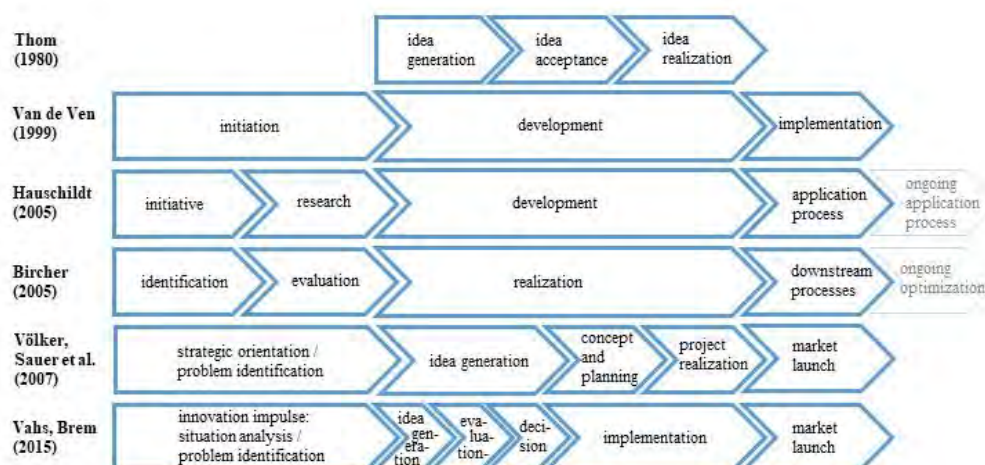 Thom
(1980)
idea
generation
idea
acceptance
idea
realization
Van de Ven
(1999)
initiation
development
implementation
Hauschildt
(2005)
initiative
research
development
application
process
ongoing
application
process
Bircher
(2005)
identification
evaluation
realization
downstream
processes
ongoing
optimization
Völker,
Sauer et al.
(2007)
strategic orientation /
problem identification
idea generation
concept
and
planning
project
realization
market
launch
Vahs, Brem
(2015)
innovation impulse:
situation analysis /
problem identification
idea
gen-
era-
tion
eva-
lua-
tion-
deci-
sion
implementation
market
launch